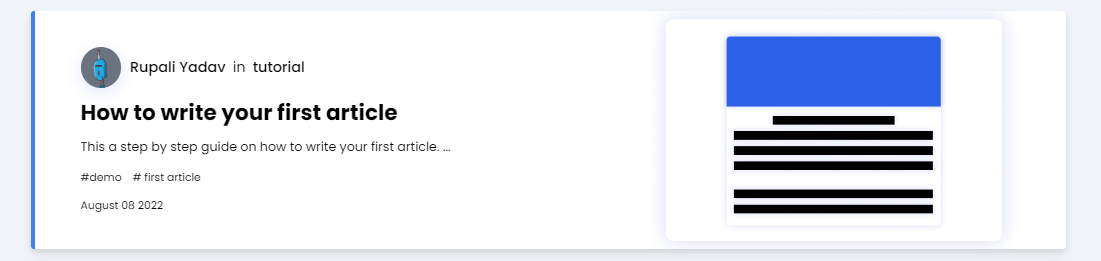 Rupali Yadav in tutorial
How to write your first article
This a step by step guide on how to write your first article. ...
#demo # first article
August 08 2022